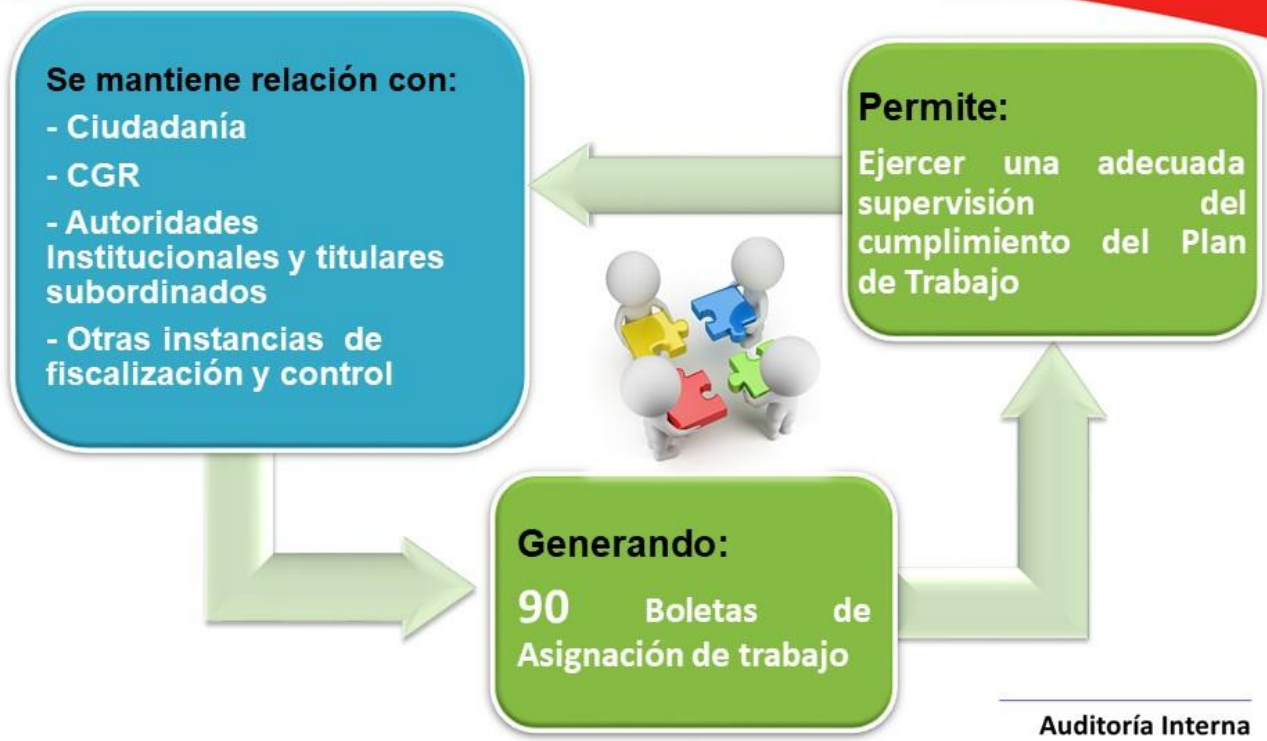 Se mantiene relación con:
- Ciudadanía
- CGR
- Autoridades
Institucionales y titulares
subordinados
- Otras instancias de
fiscalización y control
Generando:
90 Boletas de
Asignación de trabajo
Permite:
Ejercer una adecuada
supervisión del
cumplimiento del Plan
de Trabajo
Auditoría Interna